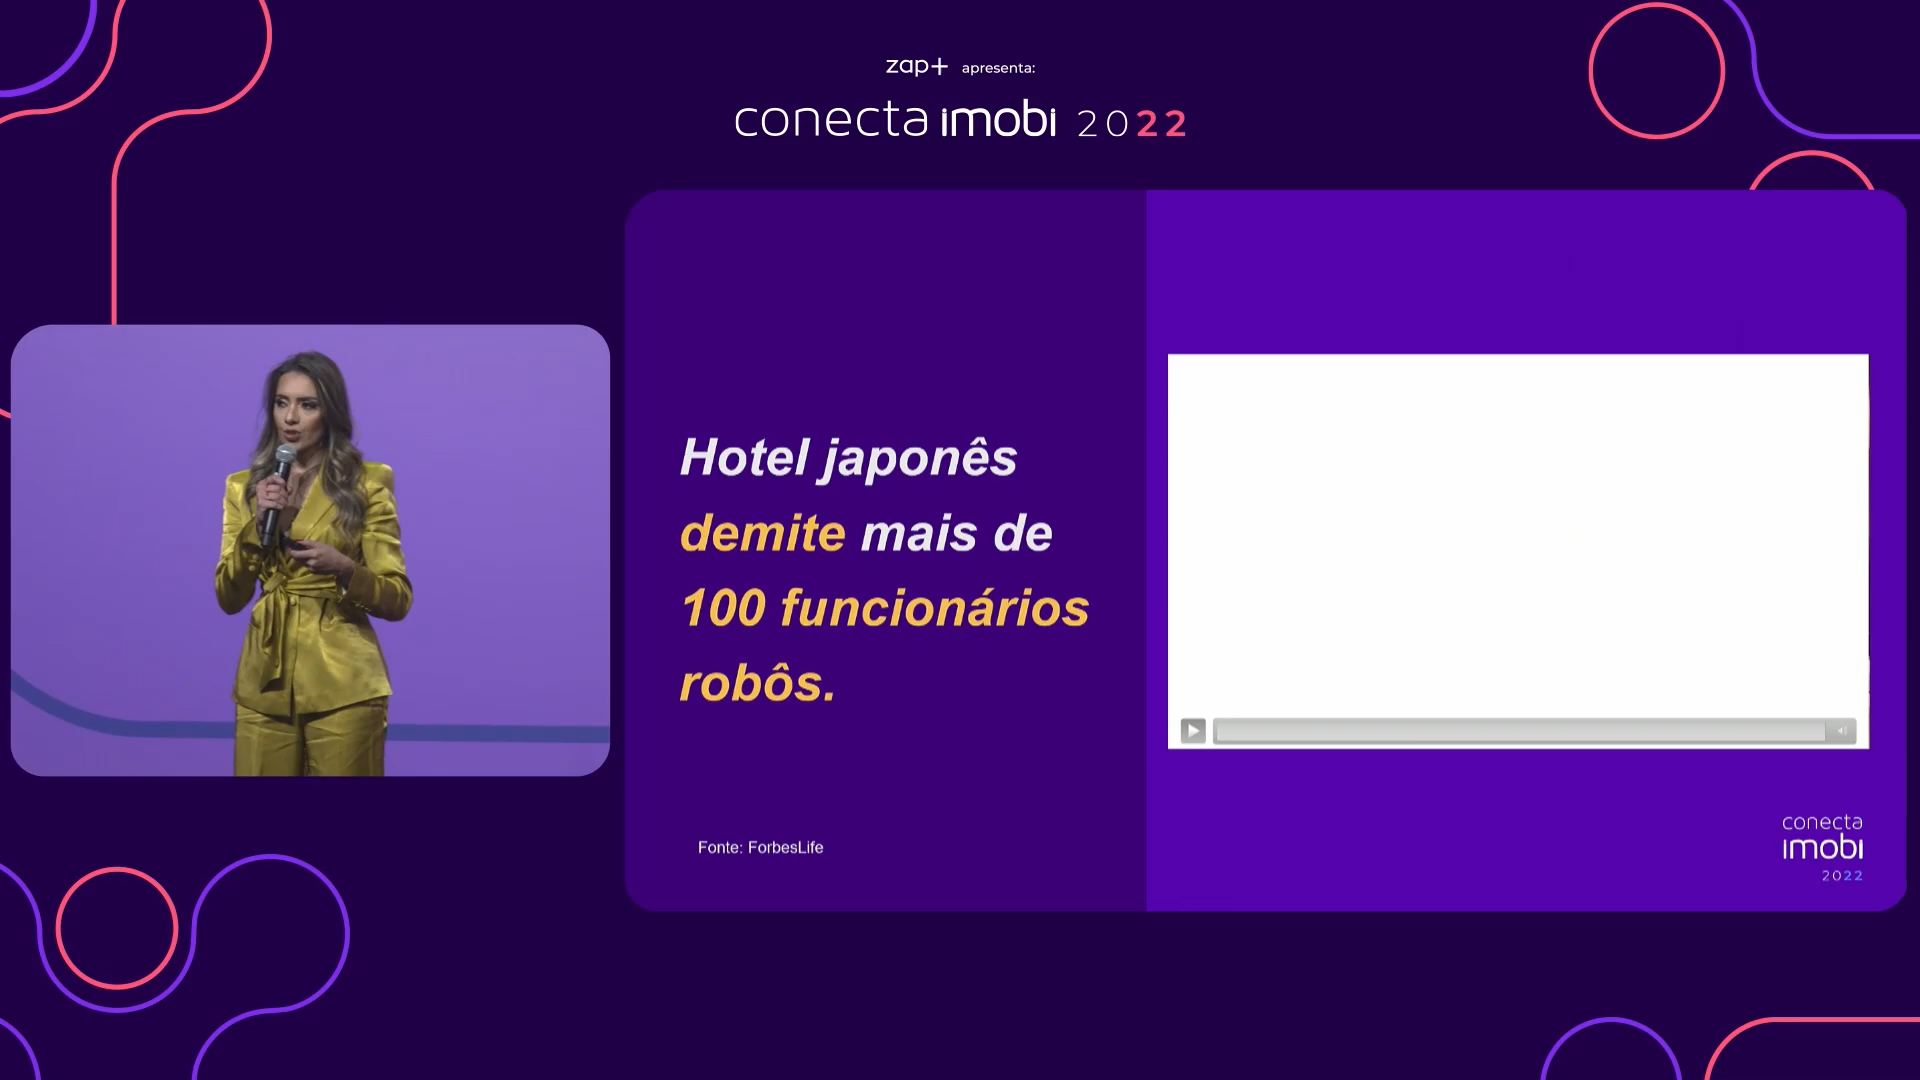 zap+ apresenta:
conecta imobi 2022
Hotel japonês
demite mais de
100 funcionários
robôs.
Fonte: ForbesLife
conecta
imobi
2022